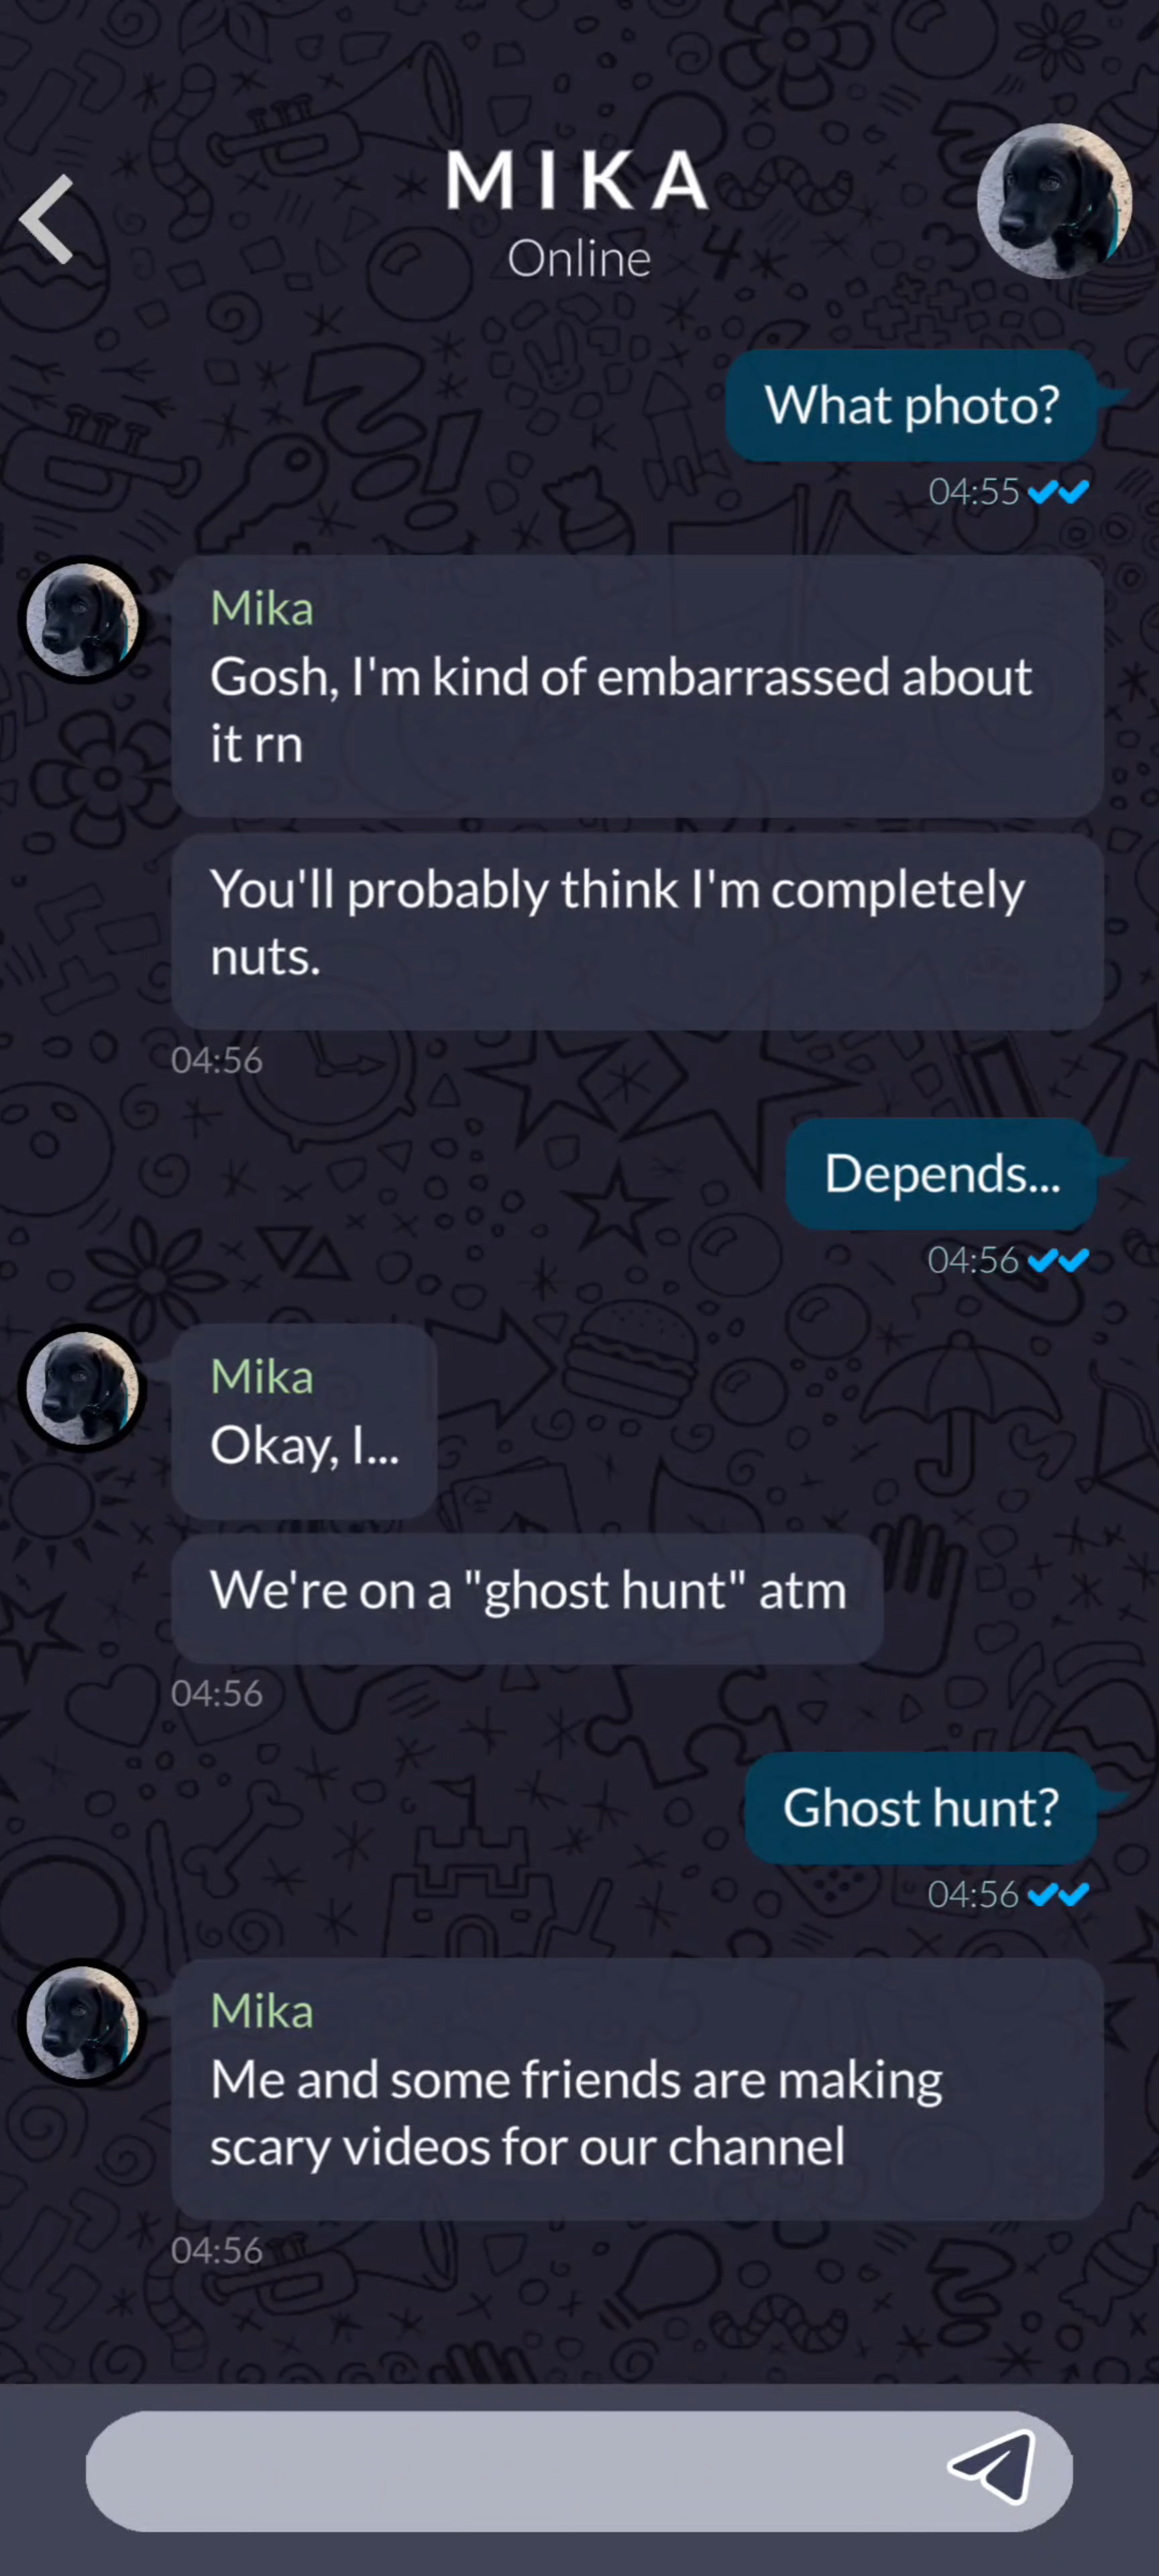 MIKA
Online
What photo?
04:55
Mika
Gosh, I'm kind of embarrassed about
it rn
You'll probably think I'm completely
nuts.
04:56
Depends...
04:56
Mika
Okay, I...
We're on a "ghost hunt" atm
04:56
Ghost hunt?
04:56
Mika
Me and some friends are making
scary videos for our channel
04:56